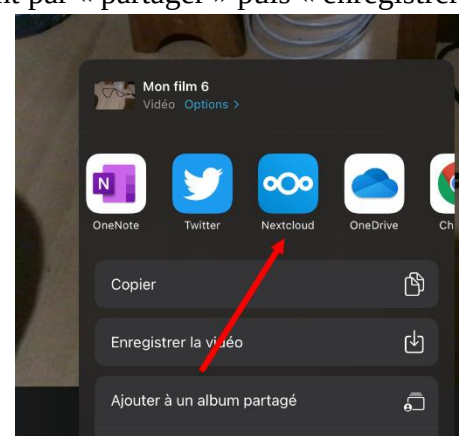 nt par « partager » puis « enregistrer
Mon film 6
Vidéo Options >
N
OneNote Twitter Nextcloud OneDrive Ch
Copier
Enregistrer la vidéo
Ajouter à un album partagé